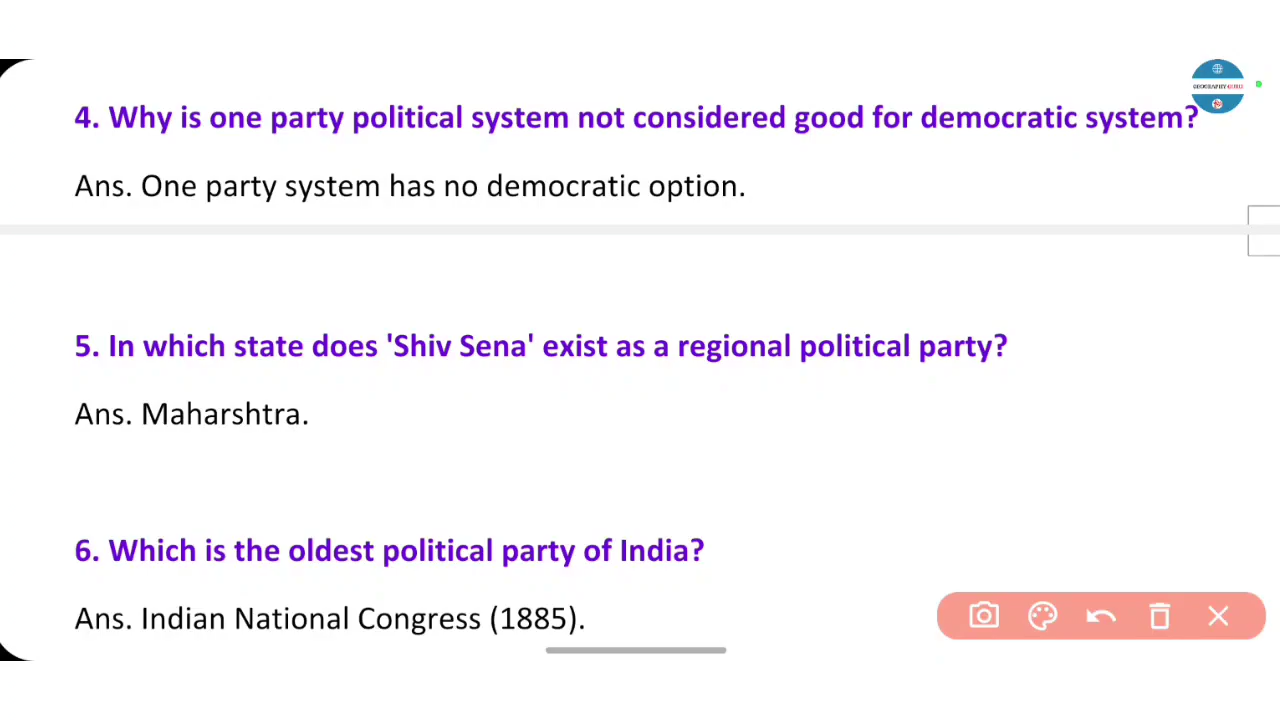 4. Why is one party political system not considered good for democratic system?
Ans. One party system has no democratic option.
5. In which state does 'Shiv Sena' exist as a regional political party?
Ans. Maharshtra.
6. Which is the oldest political party of India?
Ans. Indian National Congress (1885).